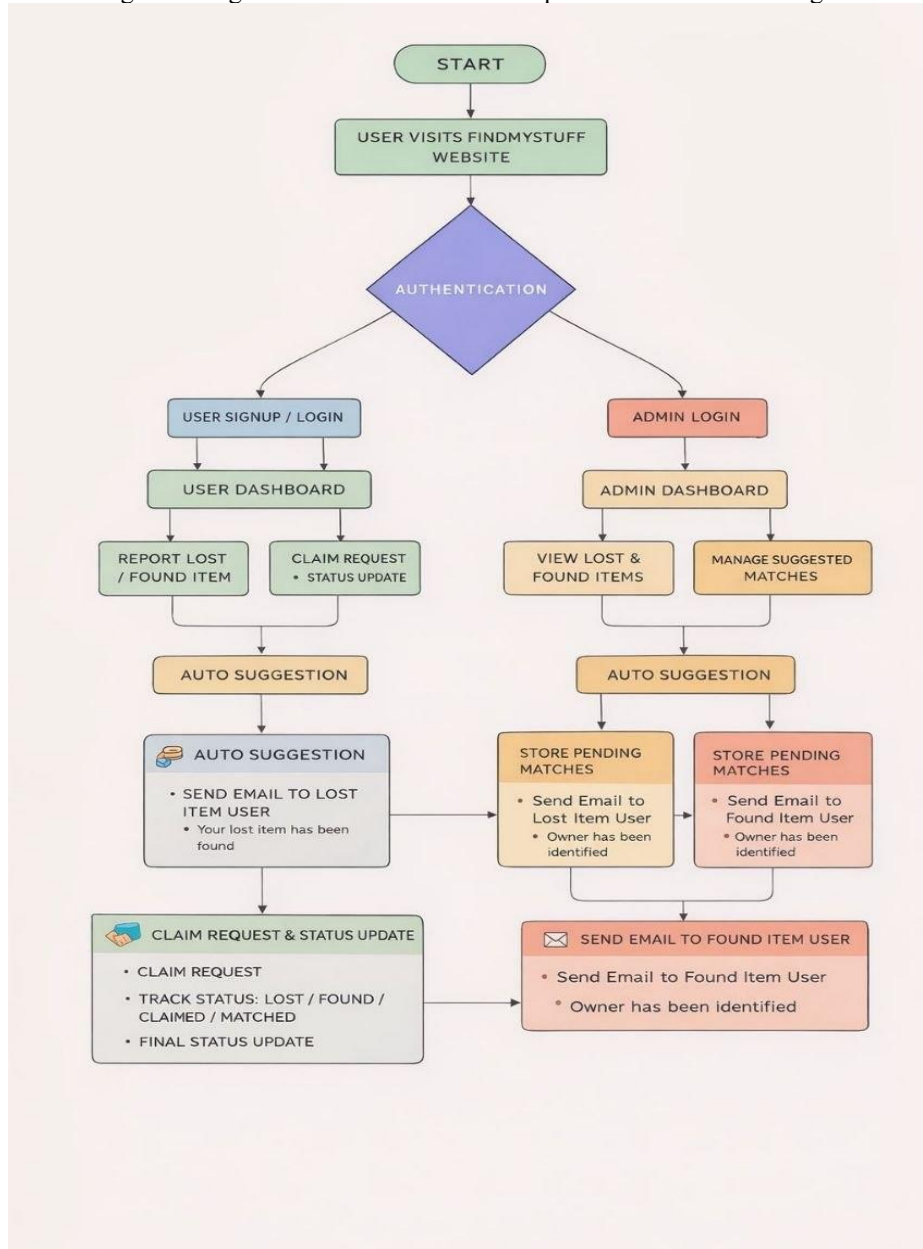 START
USER VISITS FINDMYSTUFF
WEBSITE
AUTHENTICATION
USER SIGNUP / LOGIN
ADMIN LOGIN
USER DASHBOARD
ADMIN DASHBOARD
REPORT LOST
/ FOUND ITEM
CLAIM REQUEST
• STATUS UPDATE
VIEW LOST &
FOUND ITEMS
MANAGE SUGGESTED
MATCHES
AUTO SUGGESTION
AUTO SUGGESTION
AUTO SUGGESTION
• SEND EMAIL TO LOST
ITEM USER
• Your lost item has been
found
STORE PENDING
MATCHES
• Send Email to
Lost Item User
• Owner has been
identified
STORE PENDING
MATCHES
• Send Email to
Found Item User
• Owner has been
identified
CLAIM REQUEST & STATUS UPDATE
• CLAIM REQUEST
• TRACK STATUS: LOST / FOUND /
CLAIMED / MATCHED
• FINAL STATUS UPDATE
SEND EMAIL TO FOUND ITEM USER
• Send Email to Found Item User
• Owner has been identified